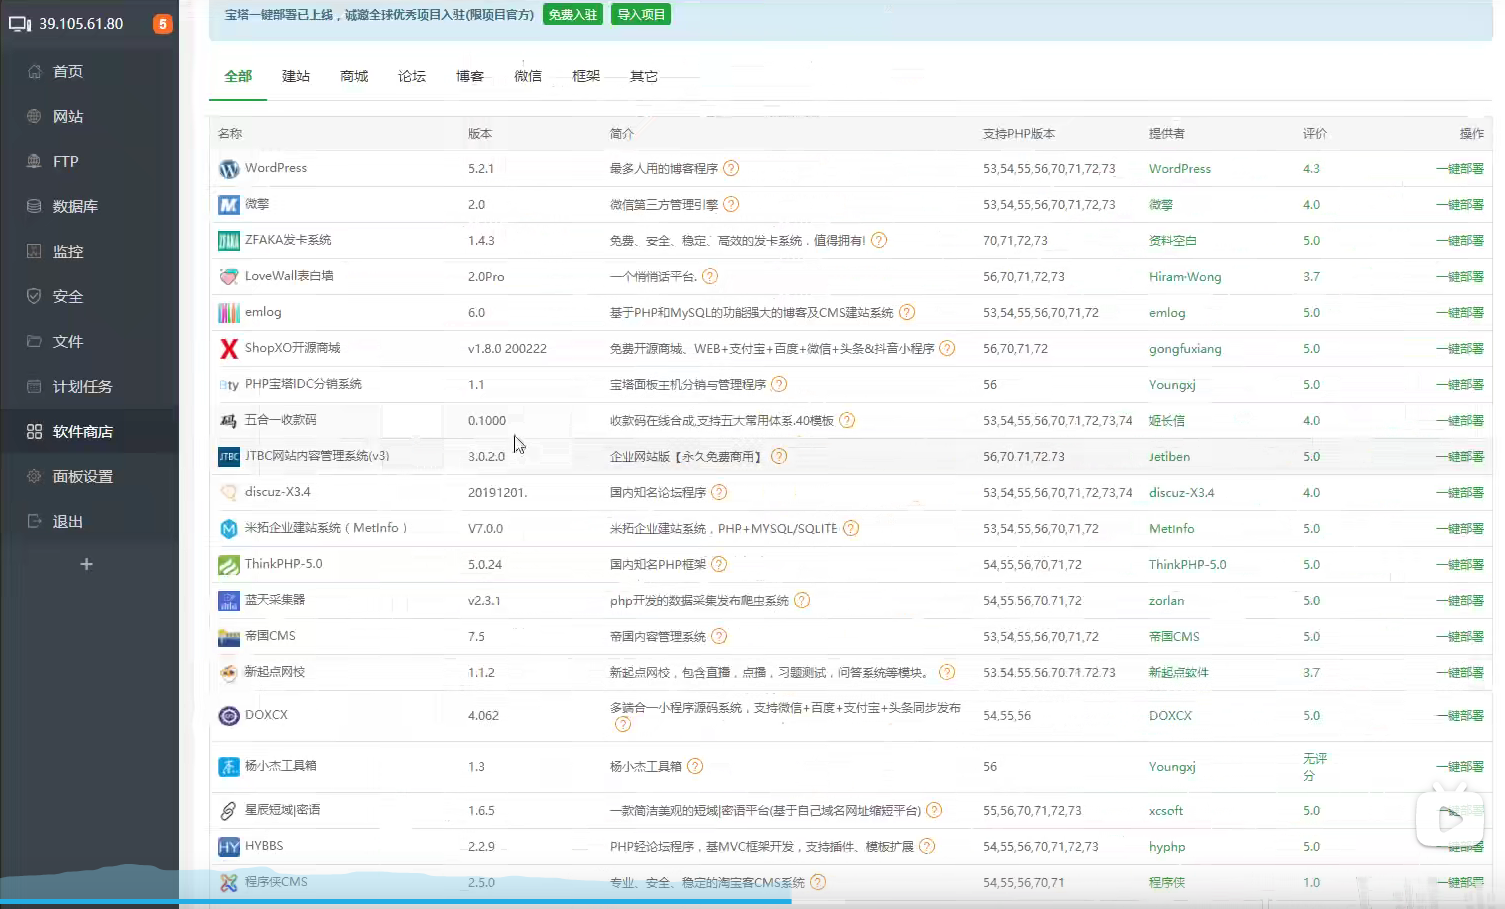 39.105.61.80 5
首页
网站
FTP
数据库
监控
安全
文件
计划任务
软件商店
面板设置
退出
+
宝塔一键部署已上线，诚邀全球优秀项目入驻(限项目官方) 免费入驻 导入项目
全部 建站 商城 论坛 博客 微信 框架 其它
名称 版本 简介 支持PHP版本 提供者 评价 操作
WordPress 5.2.1 最多人用的博客程序 ? 53,54,55,56,70,71,72,73 WordPress 4.3 一键部署
微擎 2.0 微信第三方管理引擎 ? 53,54,55,56,70,71,72,73 微擎 4.0 一键部署
ZFAKA发卡系统 1.4.3 免费、安全、稳定、高效的发卡系统，值得拥有! ? 70,71,72,73 资料空白 5.0 一键部署
LoveWall表白墙 2.0Pro 一个悄悄话平台. ? 56,70,71,72,73 Hiram-Wong 3.7 一键部署
emlog 6.0 基于PHP和MySQL的功能强大的博客及CMS建站系统 ? 53,54,55,56,70,71,72 emlog 5.0 一键部署
ShopXO开源商城 v1.8.0 200222 免费开源商城、WEB+支付宝+百度+微信+头条&抖音小程序 ? 56,70,71,72 gongfuxiang 5.0 一键部署
Bty PHP宝塔IDC分销系统 1.1 宝塔面板主机分销与管理程序 ? 56 Youngxj 5.0 一键部署
码 五合一收款码 0.1000 收款码在线合成,支持五大常用体系,40模板 ? 53,54,55,56,70,71,72,73,74 姬长信 4.0 一键部署
JTBC JTBC网站内容管理系统(v3) 3.0.2.0 企业网站版【永久免费商用】 ? 56,70,71,72,73 Jetiben 5.0 一键部署
discuz-X3.4 20191201. 国内知名论坛程序 ? 53,54,55,56,70,71,72,73,74 discuz-X3.4 4.0 一键部署
米拓企业建站系统（MetInfo） V7.0.0 米拓企业建站系统，PHP+MYSQL/SQLITE ? 53,54,55,56,70,71,72 MetInfo 5.0 一键部署
ThinkPHP-5.0 5.0.24 国内知名PHP框架 ? 54,55,56,70,71,72 ThinkPHP-5.0 5.0 一键部署
蓝天采集器 v2.3.1 php开发的数据采集发布爬虫系统 ? 54,55,56,70,71,72 zorlan 5.0 一键部署
帝国CMS 7.5 帝国内容管理系统 ? 53,54,55,56,70,71,72 帝国CMS 5.0 一键部署
新起点网校 1.1.2 新起点网校，包含直播，点播，习题测试，问答系统等模块。 ? 53,54,55,56,70,71,72,73 新起点软件 3.7 一键部署
DOXCX 4.062 多端合一小程序源码系统，支持微信+百度+支付宝+头条同步发布 ? 54,55,56 DOXCX 5.0 一键部署
杨小杰工具箱 1.3 杨小杰工具箱 ? 56 Youngxj 无评分 一键部署
星辰短域|密语 1.6.5 一款简洁美观的短域|密语平台(基于自己域名网址缩短平台) ? 55,56,70,71,72,73 xcsoft 5.0 一键部署
HY HYBBS 2.2.9 PHP轻论坛程序，基MVC框架开发，支持插件、模板扩展 ? 54,55,56,70,71,72,73 hyphp 5.0 一键部署
程序侠CMS 2.5.0 专业、安全、稳定的淘宝客CMS系统 ? 54,55,56,70,71 程序侠 1.0 一键部署